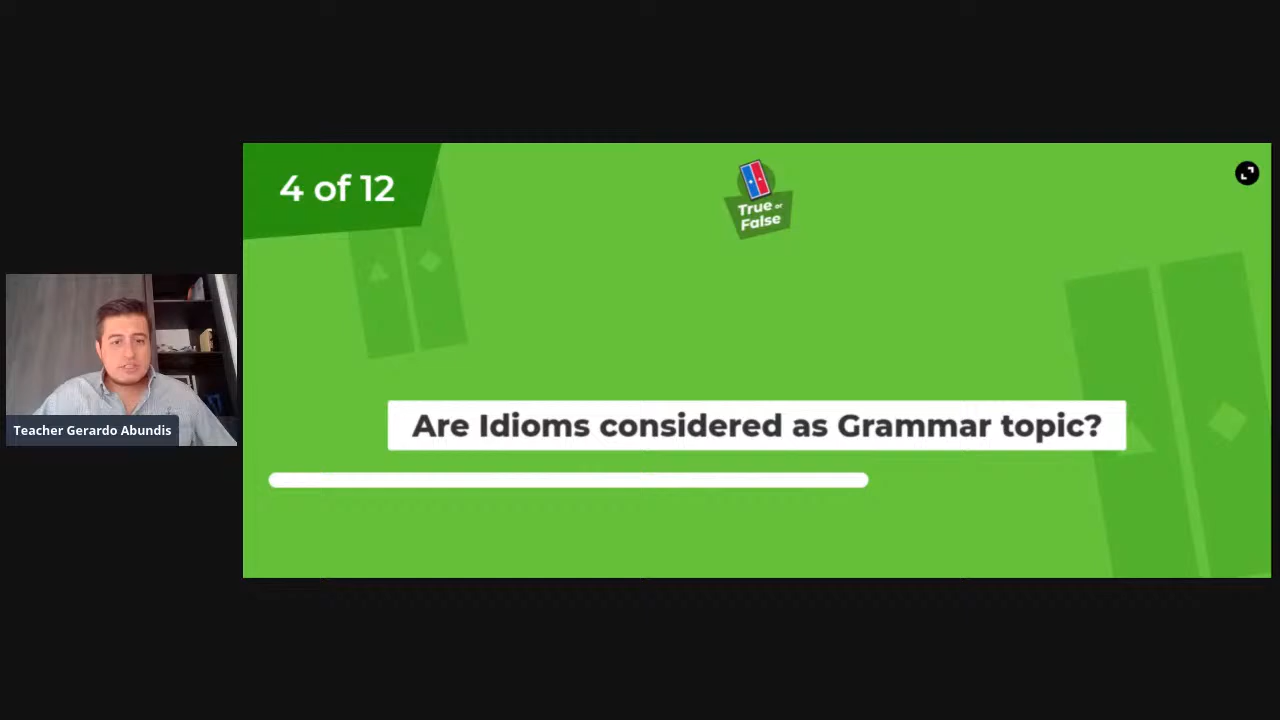 4 of 12
True or
False
Are Idioms considered as Grammar topic?
Teacher Gerardo Abundis